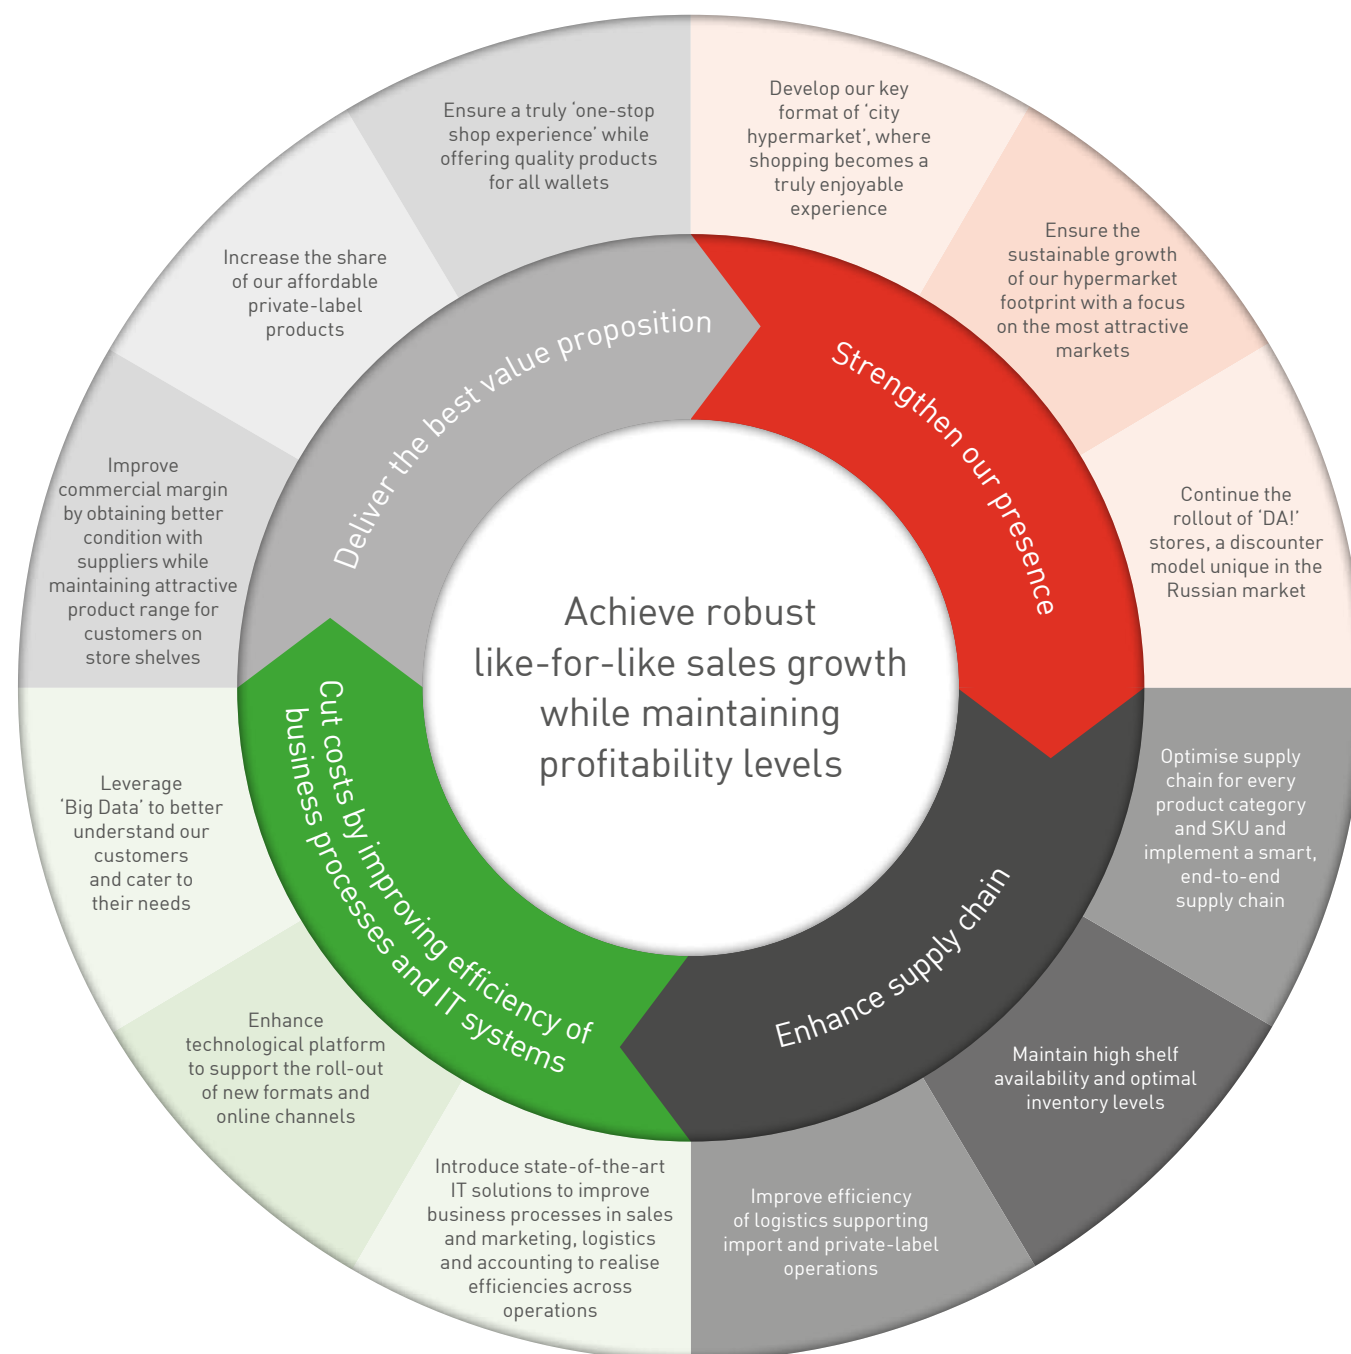 Achieve robust
like-for-like sales growth
while maintaining
profitability levels
Strengthen our presence
Develop our key
format of ‘city
hypermarket’, where
shopping becomes a
truly enjoyable
experience
Ensure the
sustainable growth
of our hypermarket
footprint with a focus
on the most attractive
markets
Continue the
rollout of ‘DA!’
stores, a discounter
model unique in the
Russian market
Enhance supply chain
Optimise supply
chain for every
product category
and SKU and
implement a smart,
end-to-end
supply chain
Maintain high shelf
availability and optimal
inventory levels
Improve efficiency
of logistics supporting
import and private-label
operations
Cut costs by improving efficiency of
business processes and IT systems
Introduce state-of-the-art
IT solutions to improve
business processes in sales
and marketing, logistics
and accounting to realise
efficiencies across
operations
Enhance
technological platform
to support the roll-out
of new formats and
online channels
Leverage
‘Big Data’ to better
understand our
customers
and cater to
their needs
Deliver the best value proposition
Improve
commercial margin
by obtaining better
condition with
suppliers while
maintaining attractive
product range for
customers on
store shelves
Increase the share
of our affordable
private-label
products
Ensure a truly ‘one-stop
shop experience’ while
offering quality products
for all wallets